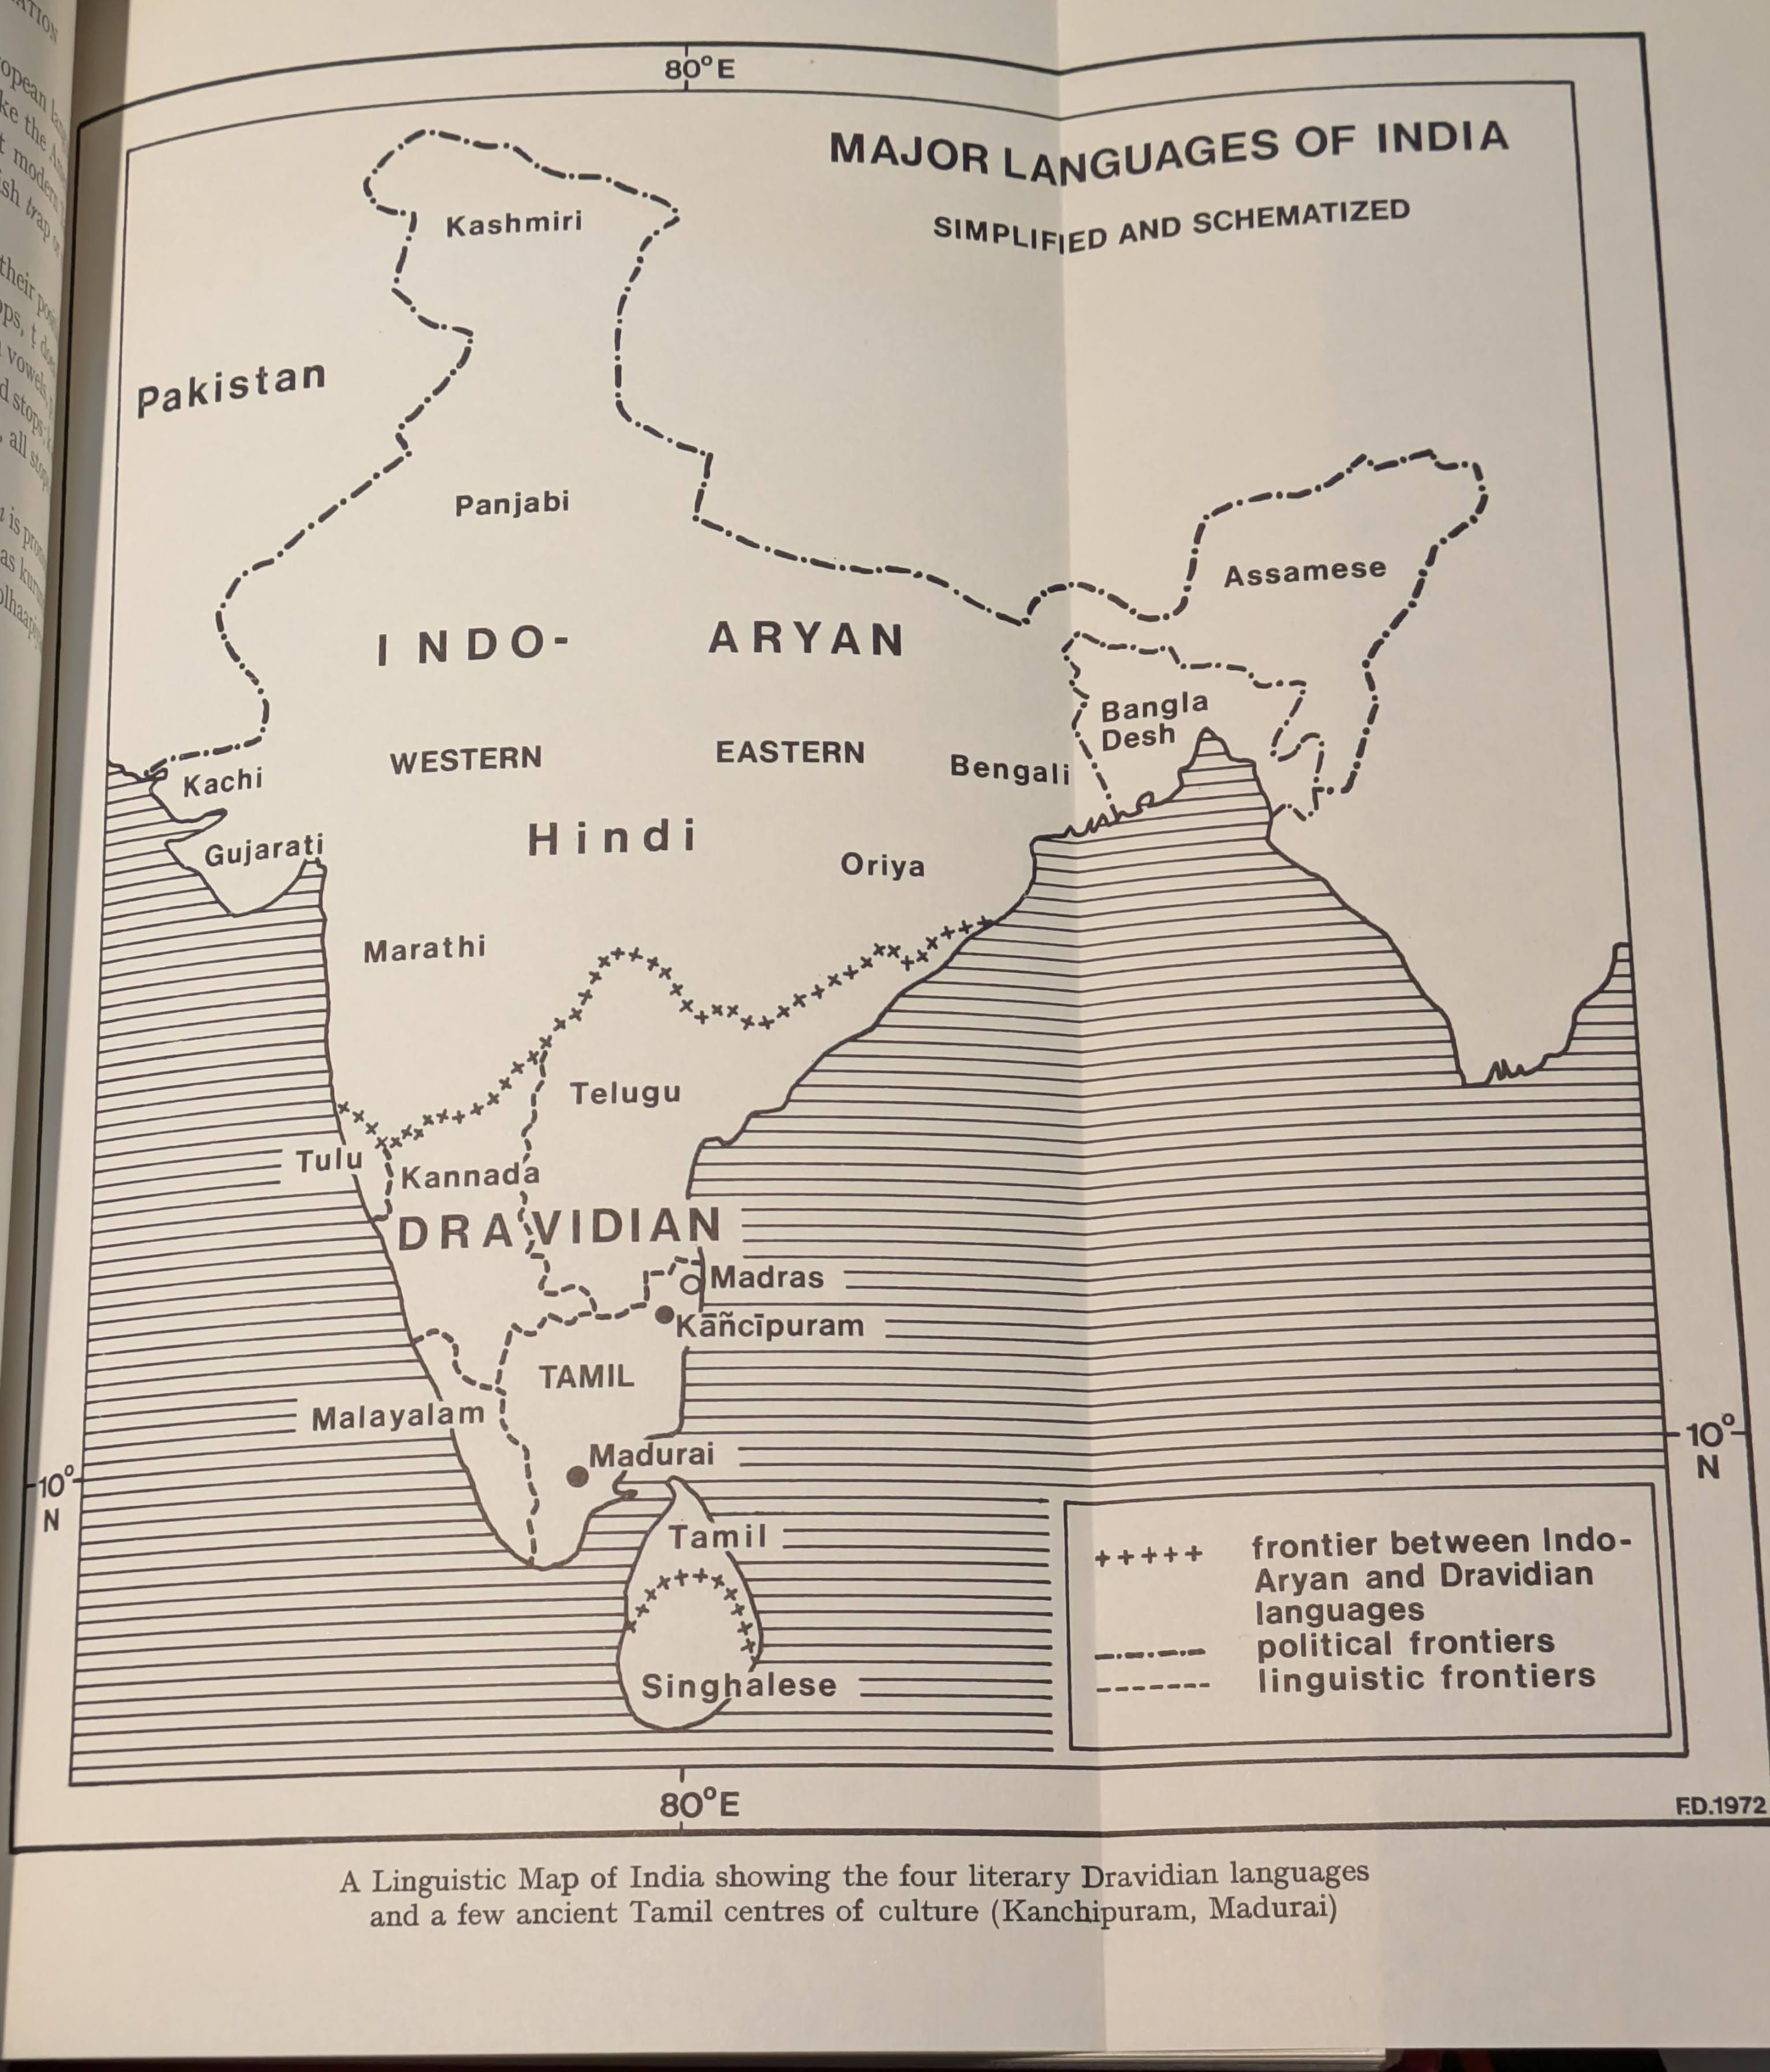 80°E
MAJOR LANGUAGES OF INDIA
SIMPLIFIED AND SCHEMATIZED
Kashmiri
Pakistan
Panjabi
Assamese
INDO- ARYAN
Bangla
Desh
WESTERN EASTERN Bengali
Kachi
Hindi
Gujarati
Oriya
Marathi
Telugu
Tulu
Kannada
DRAVIDIAN
Madras
Kāñcīpuram
TAMIL
Malayalam
Madurai
10°
N
10°
N
Tamil
Singhalese
+++++ frontier between Indo-
Aryan and Dravidian
languages
political frontiers
linguistic frontiers
80°E
F.D.1972
A Linguistic Map of India showing the four literary Dravidian languages
and a few ancient Tamil centres of culture (Kanchipuram, Madurai)